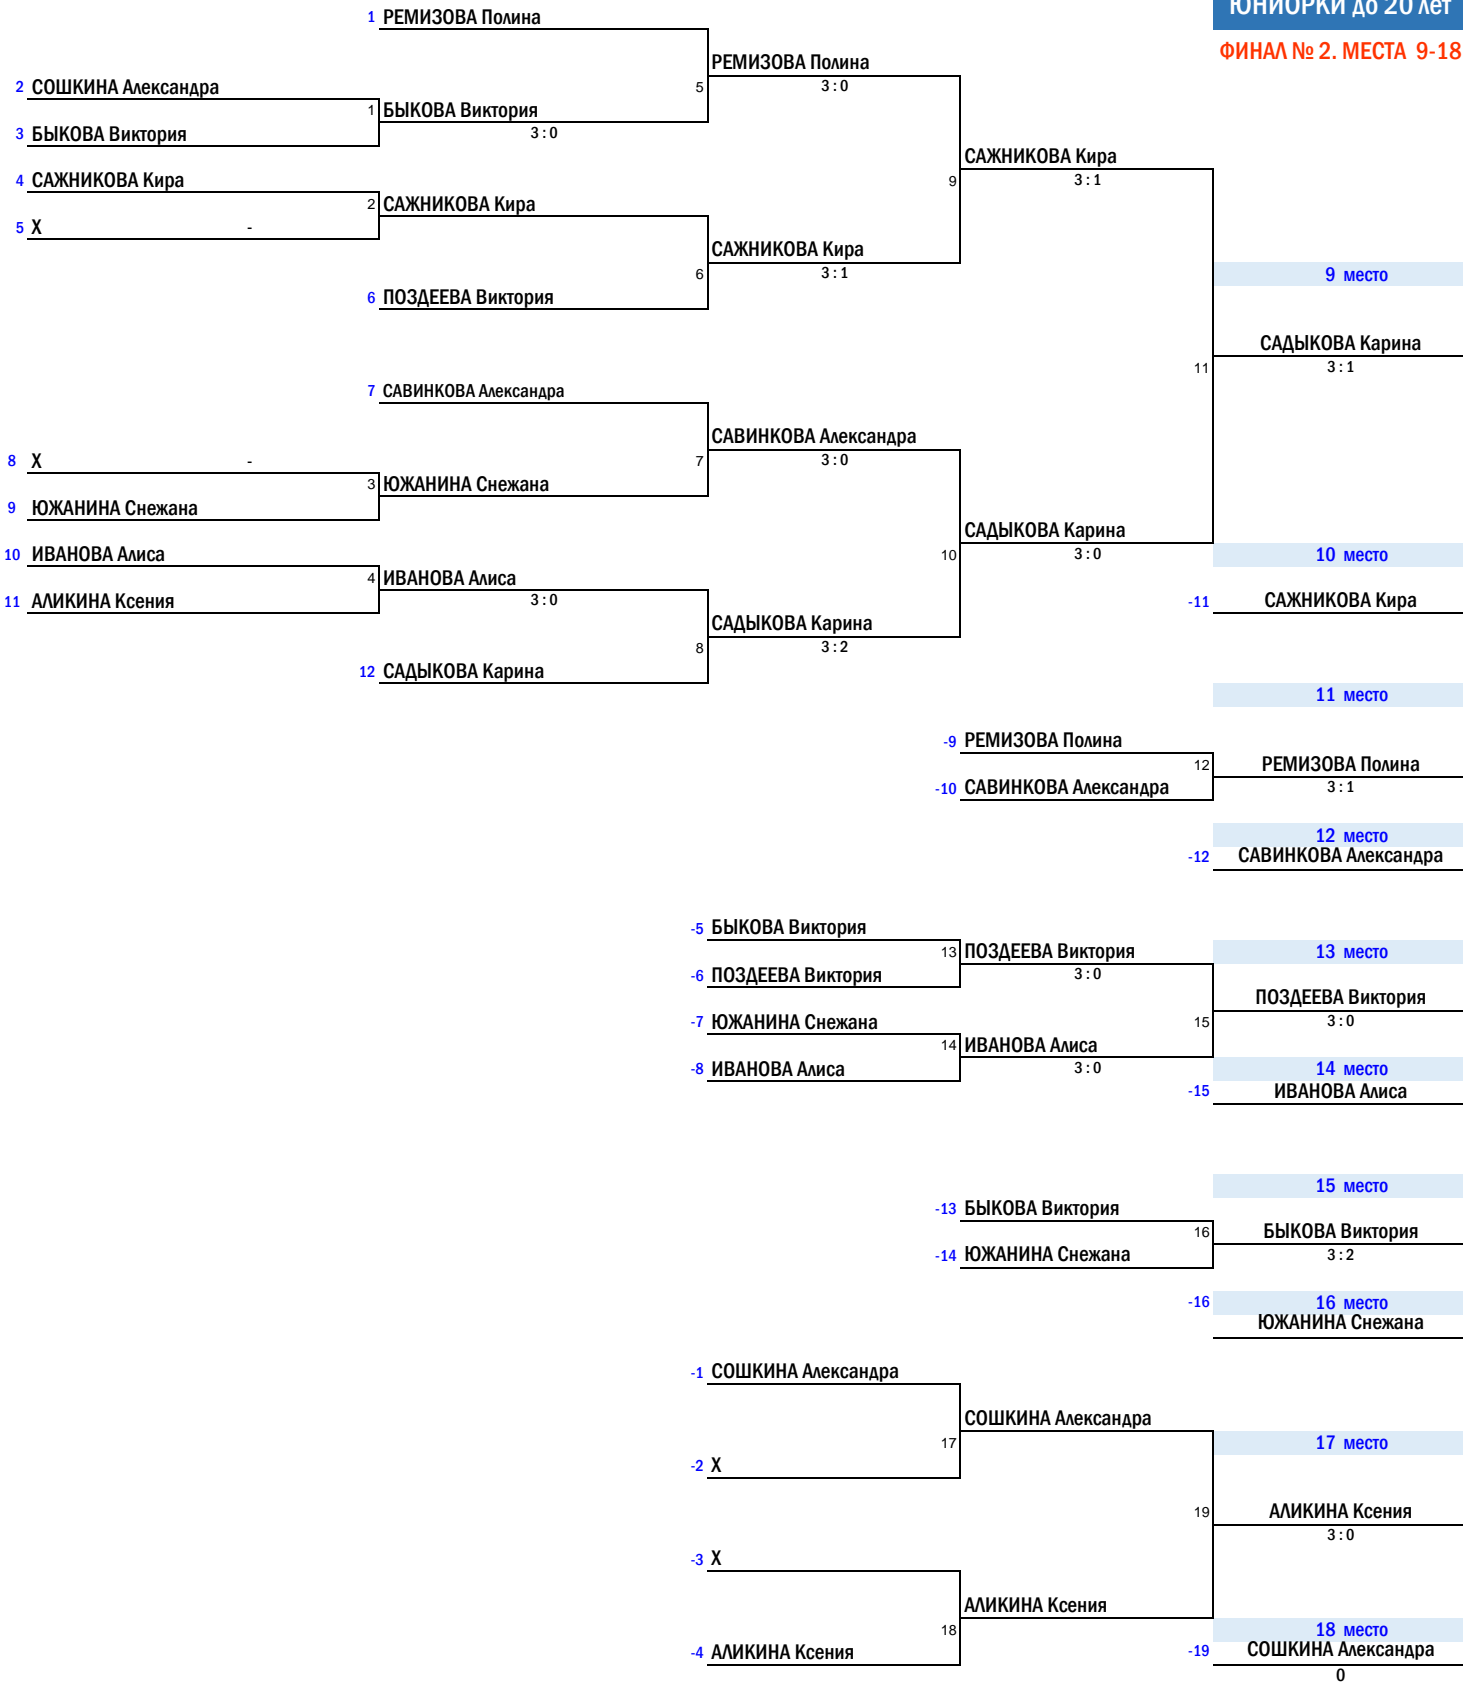 ЮНИОРКИ до 20 лет
1 РЕМИЗОВА Полина
ФИНАЛ № 2. МЕСТА 9-18
РЕМИЗОВА Полина
5 3 : 0
2 СОШКИНА Александра
1 БЫКОВА Виктория
3 БЫКОВА Виктория 3 : 0
САЖНИКОВА Кира
9 3 : 1
4 САЖНИКОВА Кира
2 САЖНИКОВА Кира
5 X -
САЖНИКОВА Кира
6 3 : 1
9 место
6 ПОЗДЕЕВА Виктория
САДЫКОВА Карина
11 3 : 1
7 САВИНКОВА Александра
САВИНКОВА Александра
8 X - 7 3 : 0
3 ЮЖАНИНА Снежана
9 ЮЖАНИНА Снежана
САДЫКОВА Карина
10 ИВАНОВА Алиса 10 3 : 0 10 место
4 ИВАНОВА Алиса
11 АЛИКИНА Ксения 3 : 0 -11 САЖНИКОВА Кира
САДЫКОВА Карина
8 3 : 2
12 САДЫКОВА Карина
11 место
-9 РЕМИЗОВА Полина
12 РЕМИЗОВА Полина
-10 САВИНКОВА Александра 3 : 1
12 место
-12 САВИНКОВА Александра
-5 БЫКОВА Виктория
13 ПОЗДЕЕВА Виктория 13 место
-6 ПОЗДЕЕВА Виктория 3 : 0
ПОЗДЕЕВА Виктория
-7 ЮЖАНИНА Снежана 15 3 : 0
14 ИВАНОВА Алиса
-8 ИВАНОВА Алиса 3 : 0 14 место
-15 ИВАНОВА Алиса
15 место
-13 БЫКОВА Виктория
16 БЫКОВА Виктория
-14 ЮЖАНИНА Снежана 3 : 2
-16 16 место
ЮЖАНИНА Снежана
-1 СОШКИНА Александра
СОШКИНА Александра
17 17 место
-2 X
19 АЛИКИНА Ксения
3 : 0
-3 X
АЛИКИНА Ксения
18 18 место
-4 АЛИКИНА Ксения -19 СОШКИНА Александра
0